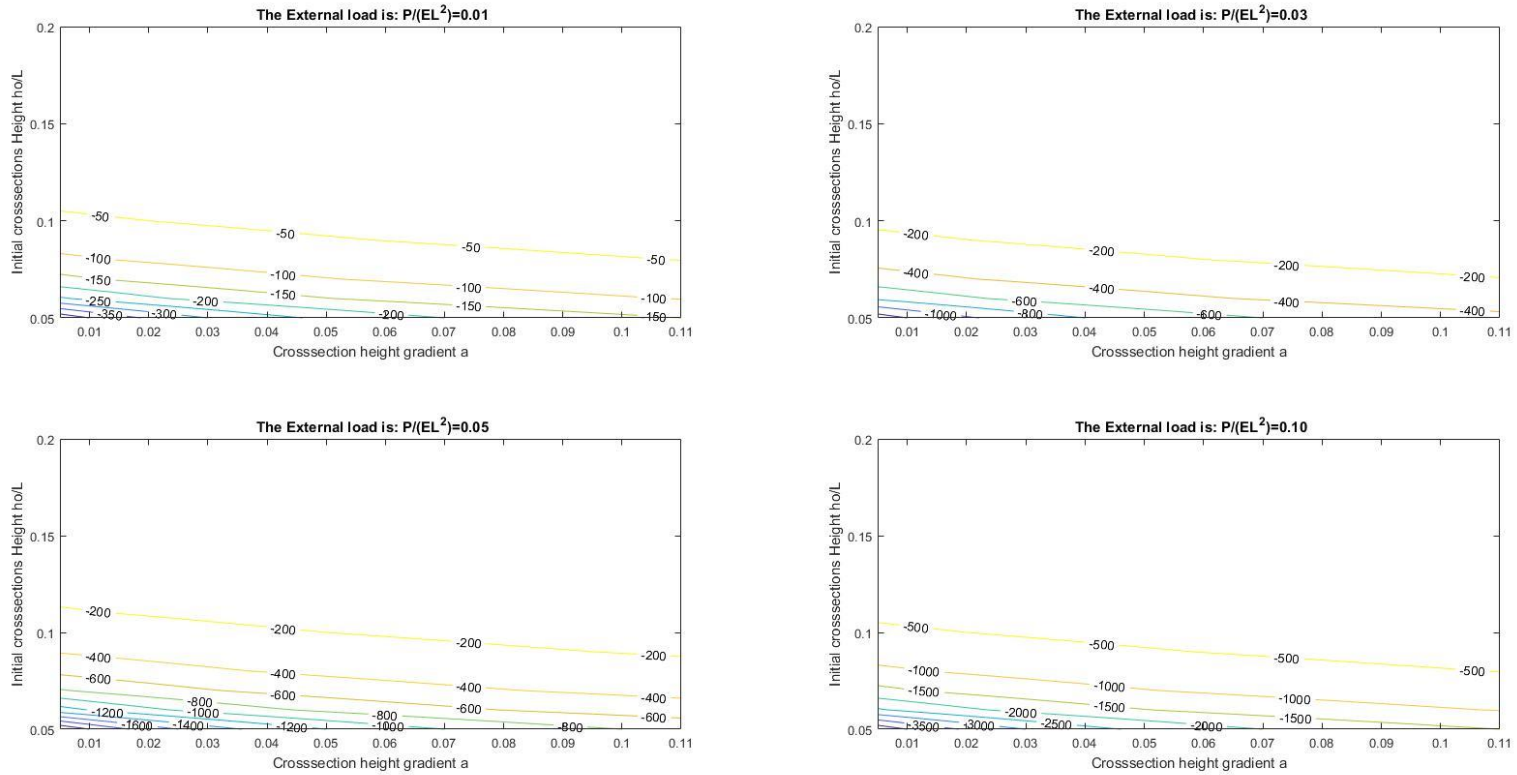 The External load is: P/(EL²)=0.01
0.2
0.15
0.1
0.05
Initial crosssections Height ho/L
-50 -50 -50 -50
-100 -100 -100 -100
-150 -150 -150 -150
-200 -200
-250
-300
-350
0.01 0.02 0.03 0.04 0.05 0.06 0.07 0.08 0.09 0.1 0.11
Crosssection height gradient a
The External load is: P/(EL²)=0.03
0.2
0.15
0.1
0.05
Initial crosssections Height ho/L
-200 -200 -200 -200
-400 -400 -400 -400
-600 -600
-800
-1000
0.01 0.02 0.03 0.04 0.05 0.06 0.07 0.08 0.09 0.1 0.11
Crosssection height gradient a
The External load is: P/(EL²)=0.05
0.2
0.15
0.1
0.05
Initial crosssections Height ho/L
-200 -200 -200 -200
-400 -400 -400 -400
-600 -600 -600 -600
-800 -800 -800
-1000 -1000
-1200 -1200
-1400
-1600
0.01 0.02 0.03 0.04 0.05 0.06 0.07 0.08 0.09 0.1 0.11
Crosssection height gradient a
The External load is: P/(EL²)=0.10
0.2
0.15
0.1
0.05
Initial crosssections Height ho/L
-500 -500 -500 -500
-1000 -1000 -1000
-1500 -1500 -1500
-2000 -2000
-2500
-3000
-3500
0.01 0.02 0.03 0.04 0.05 0.06 0.07 0.08 0.09 0.1 0.11
Crosssection height gradient a